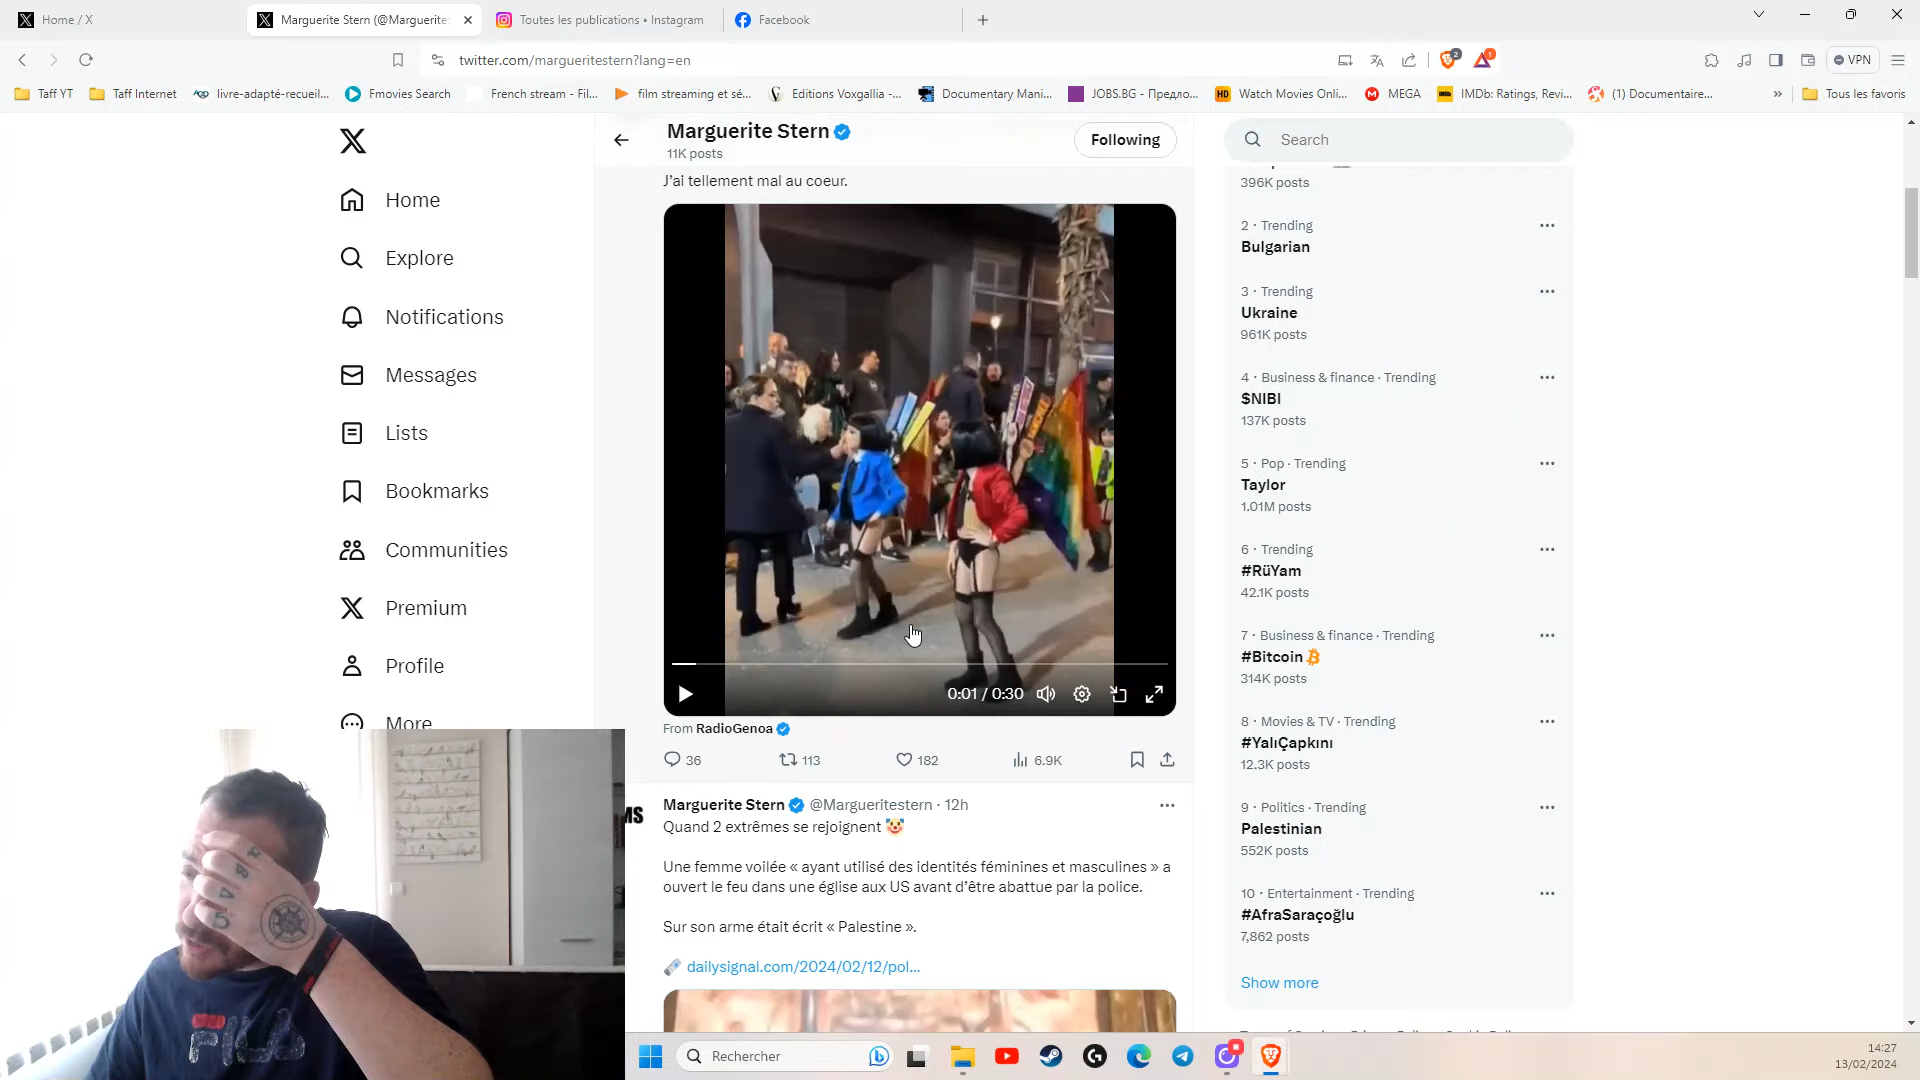 Home / X
Marguerite Stern (@Marguerite
Toutes les publications • Instagram
Facebook
twitter.com/margueritestern?lang=en
2
1
VPN
Taff YT
Taff Internet
livre-adapté-recueil...
Fmovies Search
French stream - Fil...
film streaming et sé...
Editions Voxgallia -...
Documentary Mani...
JOBS.BG - Предло...
HD
Watch Movies Onli...
MEGA
IMDb: Ratings, Revi...
(1) Documentaire...
»
Tous les favoris
Home
Explore
Notifications
Messages
Lists
Bookmarks
Communities
Premium
Profile
More
Marguerite Stern
11K posts
Following
J'ai tellement mal au coeur.
0:01 / 0:30
From RadioGenoa
36
113
182
6.9K
Marguerite Stern @Margueritestern · 12h
Quand 2 extrêmes se rejoignent 🤡
Une femme voilée « ayant utilisé des identités féminines et masculines » a
ouvert le feu dans une église aux US avant d'être abattue par la police.
Sur son arme était écrit « Palestine ».
🗞️ dailysignal.com/2024/02/12/pol...
MS
Search
396K posts
2 · Trending
Bulgarian
3 · Trending
Ukraine
961K posts
4 · Business & finance · Trending
$NIBI
137K posts
5 · Pop · Trending
Taylor
1.01M posts
6 · Trending
#RüYam
42.1K posts
7 · Business & finance · Trending
#Bitcoin
314K posts
8 · Movies & TV · Trending
#YalıÇapkını
12.3K posts
9 · Politics · Trending
Palestinian
552K posts
10 · Entertainment · Trending
#AfraSaraçoğlu
7,862 posts
Show more
FILA
Rechercher
14:27
13/02/2024